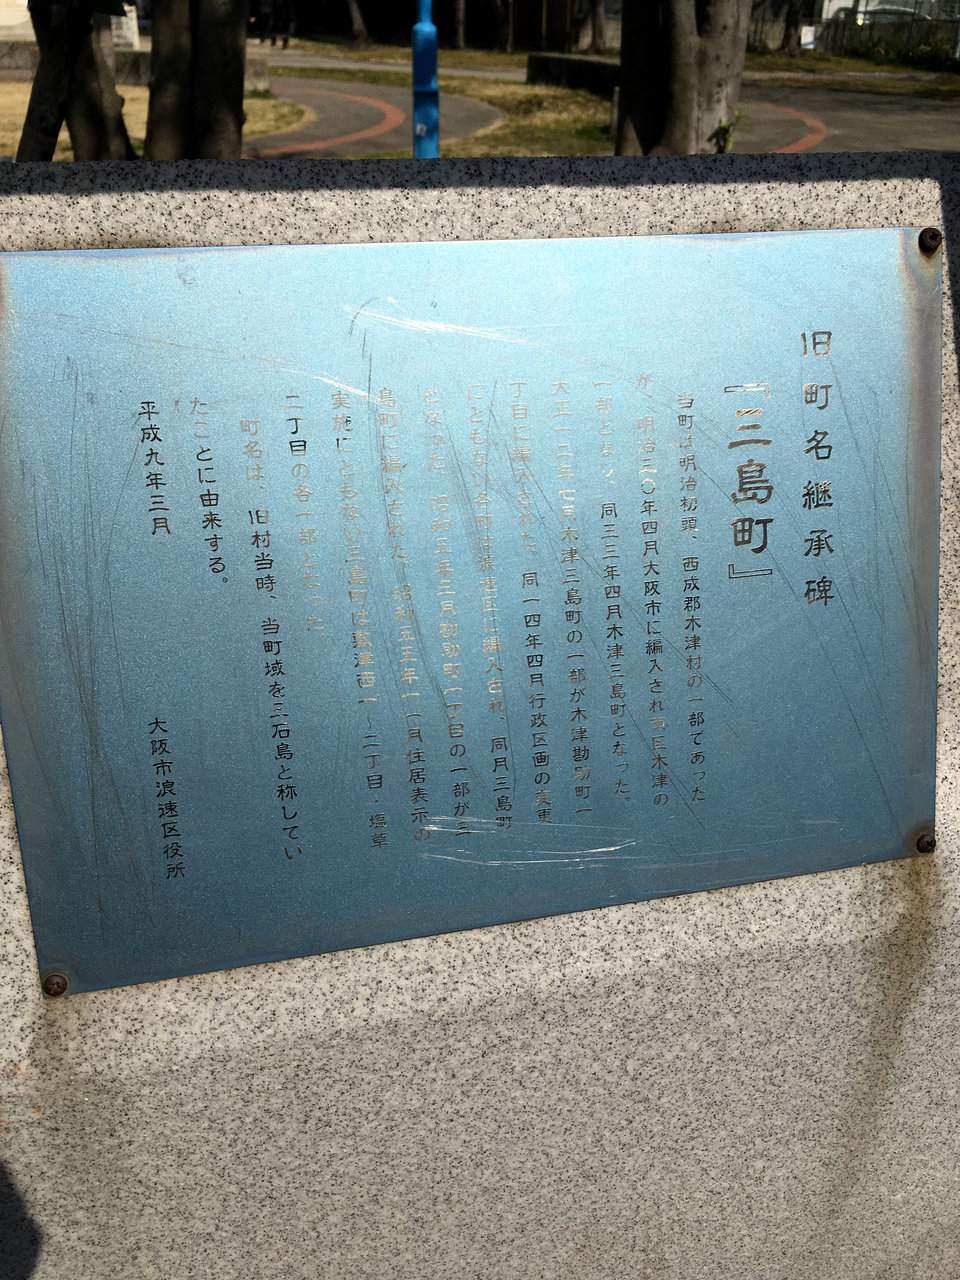 旧町名継承碑
『三島町』
当町は明治初頭、西成郡木津村の一部であった
が、明治三〇年四月大阪市に編入され南区木津の
一部となり、同三三年四月木津三島町となった。
大正一二年七月木津三島町の一部が木津勘助町一
丁目に編入された。同一四年四月行政区画の変更
にともない各町は浪速区に編入され、同月三島町
となった。昭和五年三月勘助町一丁目の一部が三
島町に編入された。昭和五五年一一月住居表示の
実施にともない三島町は敷津西一〜二丁目・塩草
二丁目の各一部となった。
町名は、旧村当時、当町域を三石島と称してい
たことに由来する。
平成九年三月
大阪市浪速区役所